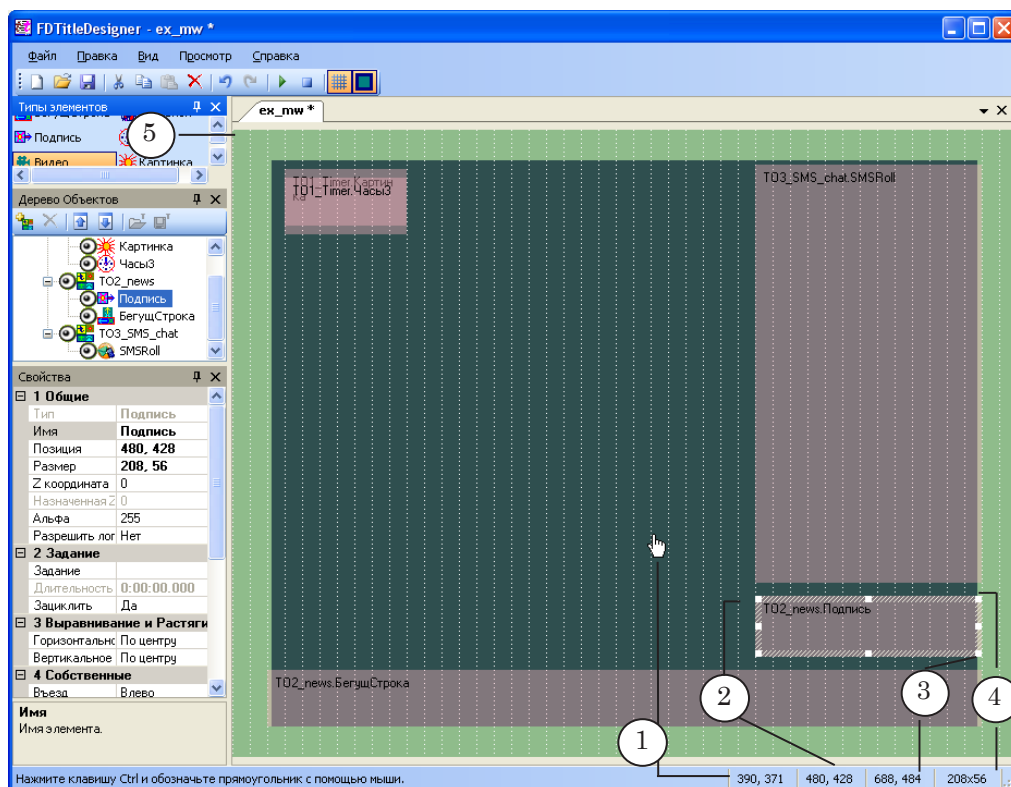 FDTitleDesigner - ex_mw *
Файл Правка Вид Просмотр Справка
Типы элементов
ex_mw *
Подпись
5
Видео Картинка
Дерево Объектов
Картинка
Часы3
TO2_news
Подпись
БегущСтрока
TO3_SMS_chat
SMSRoll
TO1_Timer.Картин
ка
TO1_Timer.Часы3
TO3_SMS_chat.SMSRoll
Свойства
1 Общие
Тип Подпись
Имя Подпись
Позиция 480, 428
Размер 208, 56
Z координата 0
Назначенная Z 0
Альфа 255
Разрешить лог Нет
2 Задание
Задание
Длительность 0:00:00.000
Зациклить Да
3 Выравнивание и Растяги
Горизонтальнс По центру
Вертикальное По центру
4 Собственные
Въезд Влево
Имя
Имя элемента.
TO2_news.Подпись
TO2_news.БегущСтрока
1
2
3
4
Нажмите клавишу Ctrl и обозначьте прямоугольник с помощью мыши.
390, 371 480, 428 688, 484 208x56